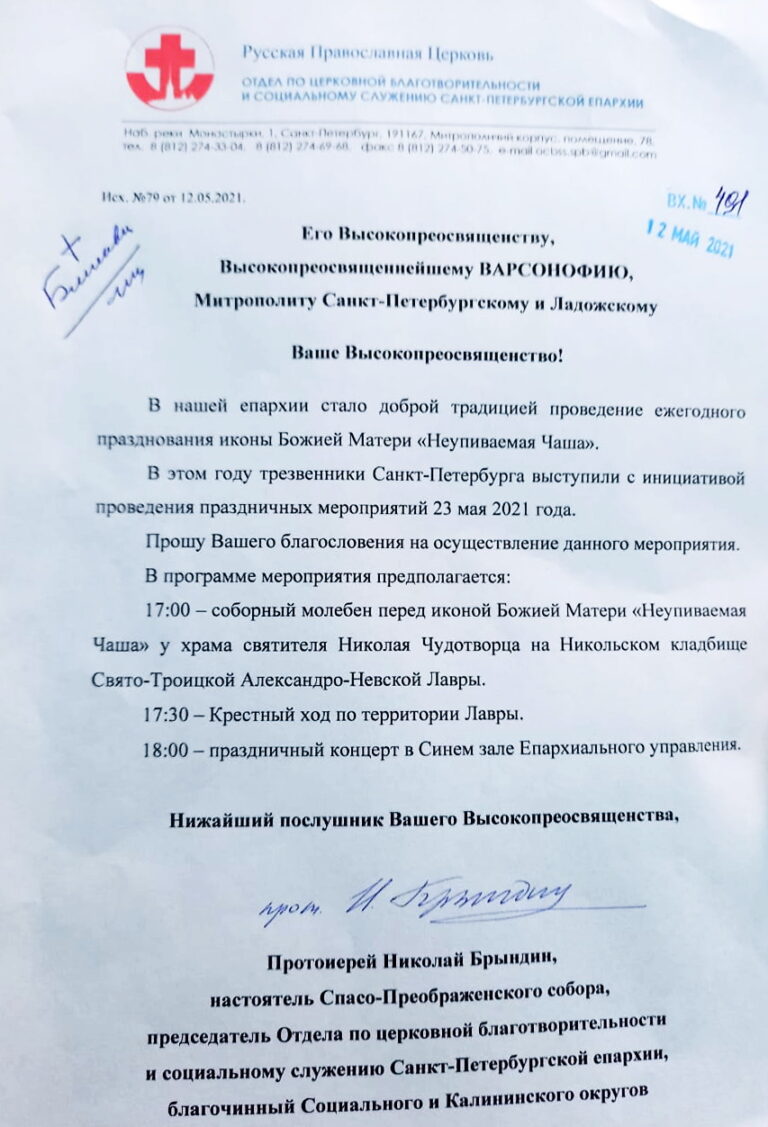 Русская Православная Церковь
ОТДЕЛ ПО ЦЕРКОВНОЙ БЛАГОТВОРИТЕЛЬНОСТИ
И СОЦИАЛЬНОМУ СЛУЖЕНИЮ САНКТ-ПЕТЕРБУРГСКОЙ ЕПАРХИИ
Наб. реки Монастырки, 1, Санкт-Петербург, 191167, Митрополичий корпус, помещение, 78,
тел. 8 (812) 274-33-04, 8 (812) 274-69-68, факс 8 (812) 274-50-75, e-mail ocbss.spb@gmail.com
Исх. №79 от 12.05.2021.
ВХ.№ 491
12 МАЙ 2021
Его Высокопреосвященству,
Высокопреосвященнейшему ВАРСОНОФИЮ,
Митрополиту Санкт-Петербургскому и Ладожскому
Ваше Высокопреосвященство!
В нашей епархии стало доброй традицией проведение ежегодного
празднования иконы Божией Матери «Неупиваемая Чаша».
В этом году трезвенники Санкт-Петербурга выступили с инициативой
проведения праздничных мероприятий 23 мая 2021 года.
Прошу Вашего благословения на осуществление данного мероприятия.
В программе мероприятия предполагается:
17:00 – соборный молебен перед иконой Божией Матери «Неупиваемая
Чаша» у храма святителя Николая Чудотворца на Никольском кладбище
Свято-Троицкой Александро-Невской Лавры.
17:30 – Крестный ход по территории Лавры.
18:00 – праздничный концерт в Синем зале Епархиального управления.
Нижайший послушник Вашего Высокопреосвященства,
прот. Н. Брындин
Протоиерей Николай Брындин,
настоятель Спасо-Преображенского собора,
председатель Отдела по церковной благотворительности
и социальному служению Санкт-Петербургской епархии,
благочинный Социального и Калининского округов